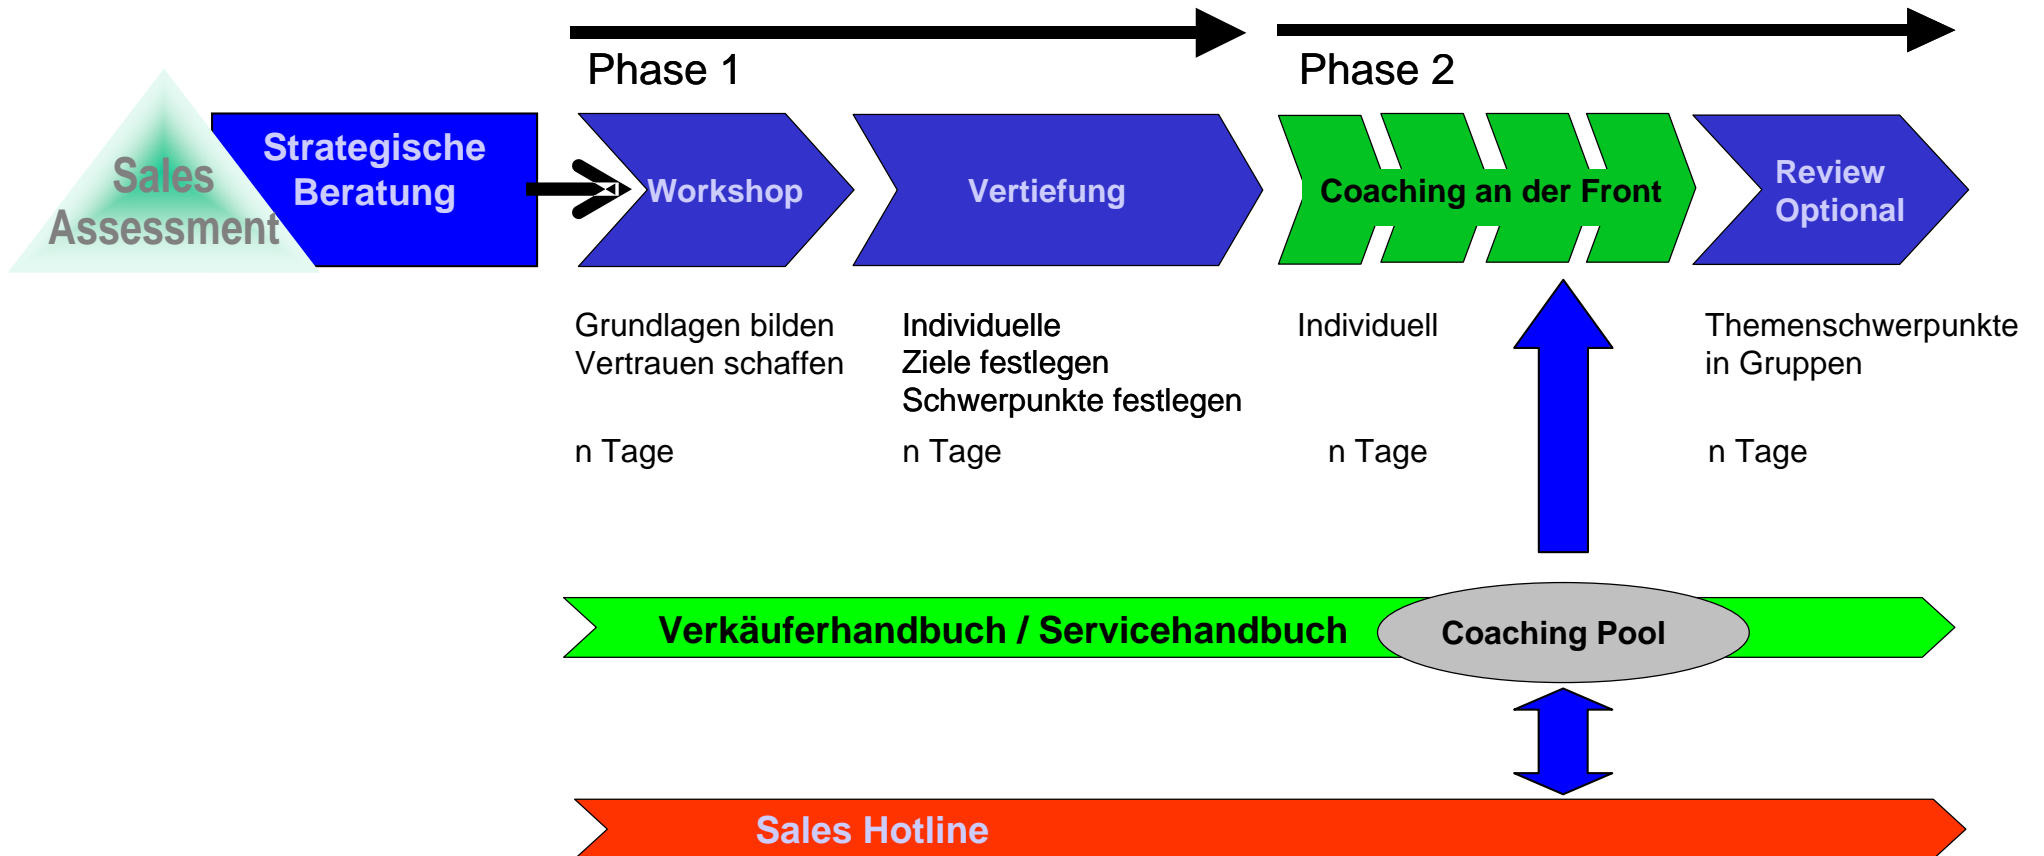 Phase 1
Phase 2
Sales
Assessment
Strategische
Beratung
Workshop
Vertiefung
Coaching an der Front
Review
Optional
Grundlagen bilden
Vertrauen schaffen
n Tage
Individuelle
Ziele festlegen
Schwerpunkte festlegen
n Tage
Individuell
n Tage
Themenschwerpunkte
in Gruppen
n Tage
Verkäuferhandbuch / Servicehandbuch
Coaching Pool
Sales Hotline